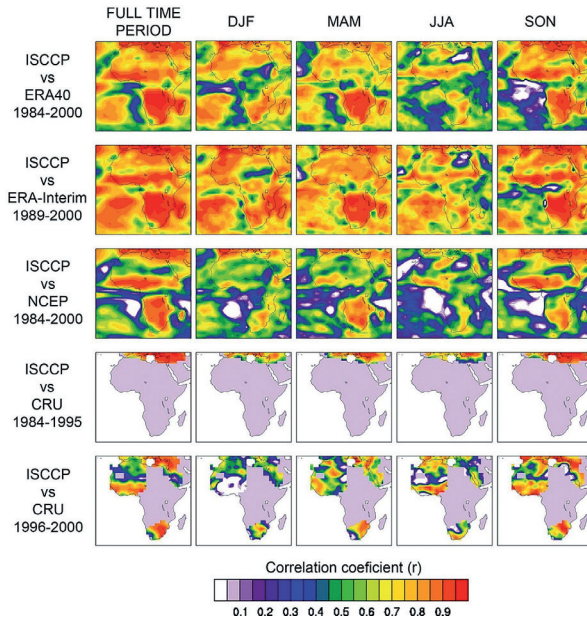 FULL TIME
PERIOD
DJF
MAM
JJA
SON
ISCCP
vs
ERA40
1984-2000
ISCCP
vs
ERA-Interim
1989-2000
ISCCP
vs
NCEP
1984-2000
ISCCP
vs
CRU
1984-1995
ISCCP
vs
CRU
1996-2000
Correlation coeficient (r)
0.1 0.2 0.3 0.4 0.5 0.6 0.7 0.8 0.9